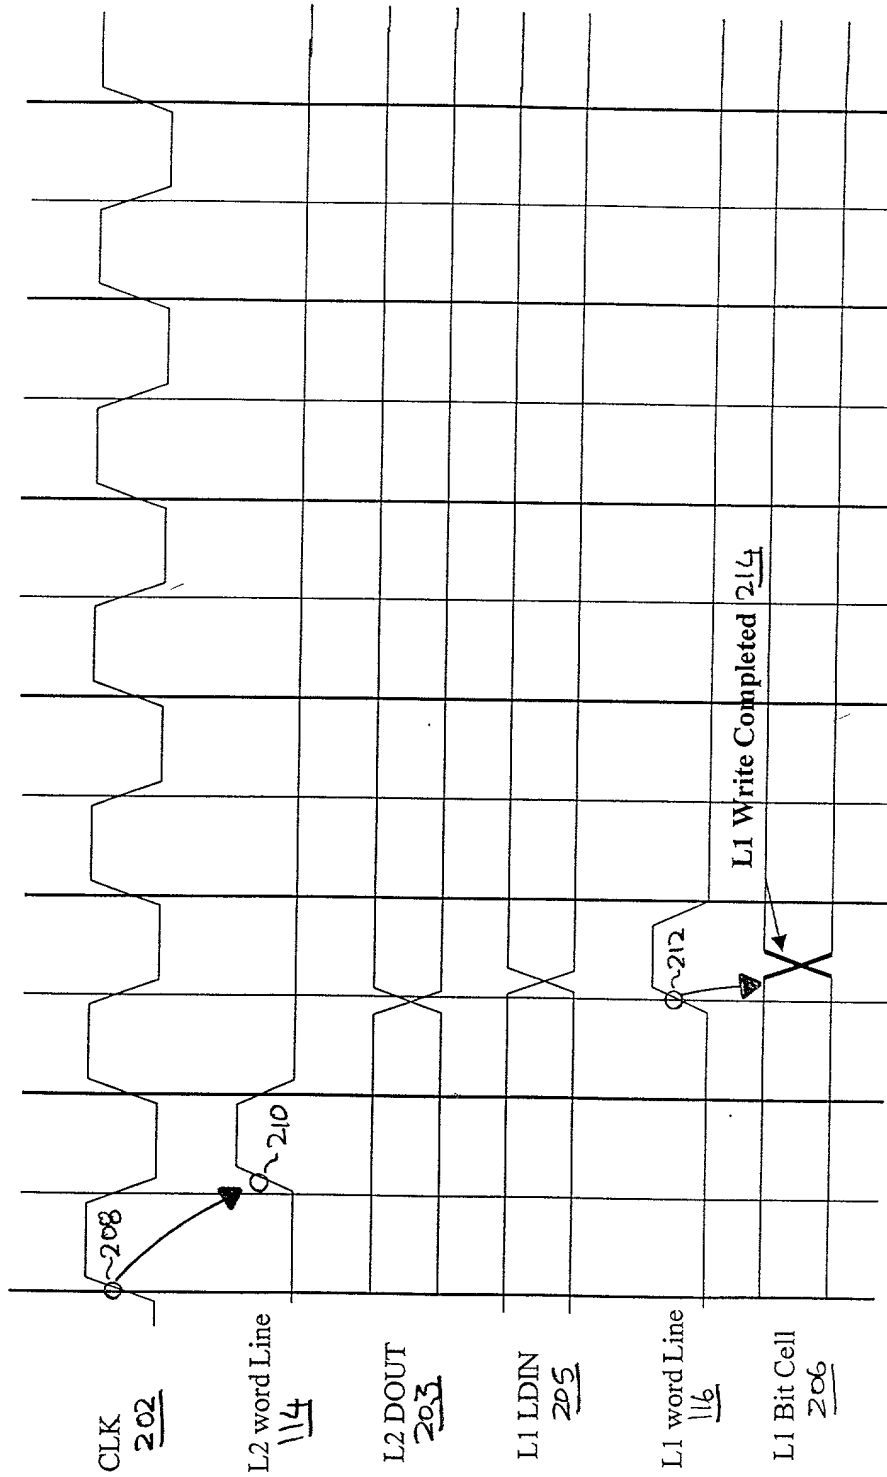 CLK
202
L2 word Line
114
L2 DOUT
203
L1 LDIN
205
L1 word Line
116
L1 Bit Cell
206
208
210
212
L1 Write Completed 214